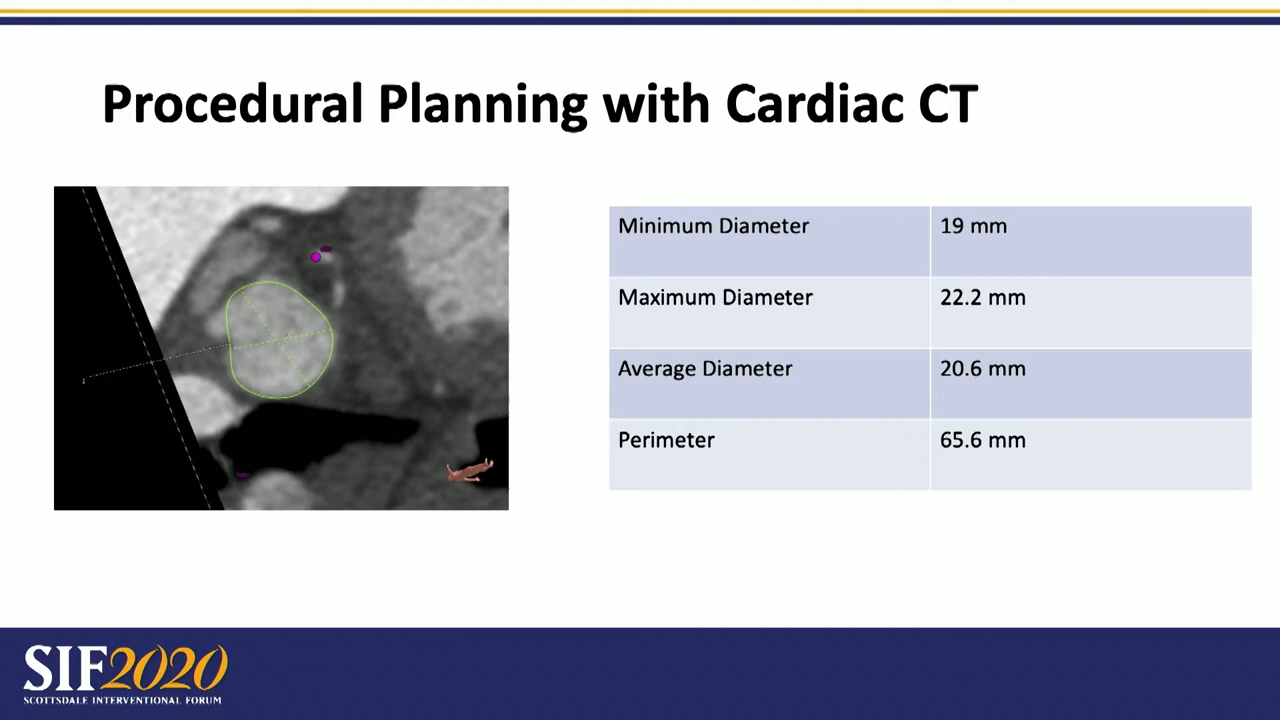 Procedural Planning with Cardiac CT
Minimum Diameter 19 mm
Maximum Diameter 22.2 mm
Average Diameter 20.6 mm
Perimeter 65.6 mm
SIF2020
SCOTTSDALE INTERVENTIONAL FORUM